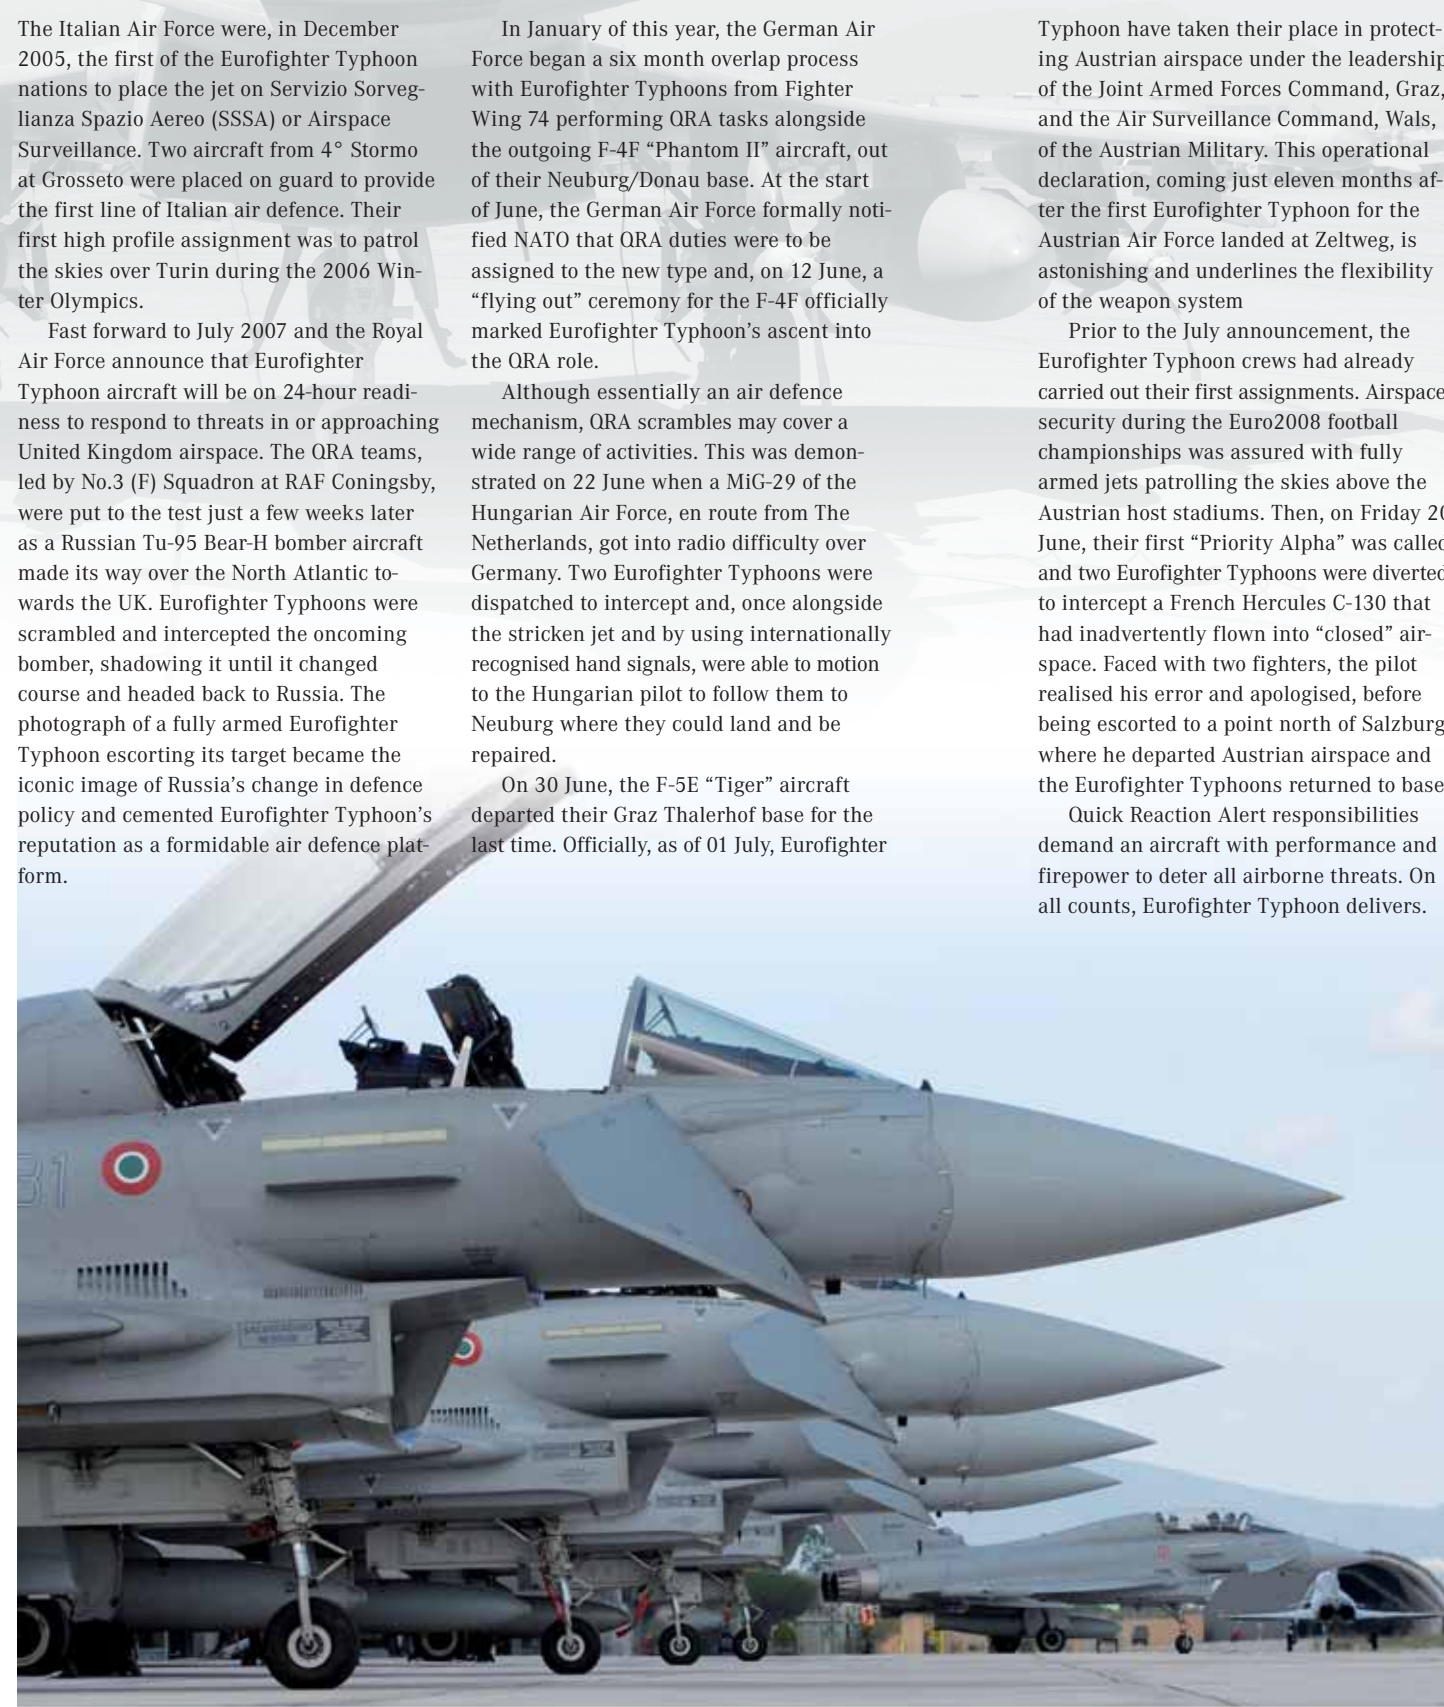 The Italian Air Force were, in December
2005, the first of the Eurofighter Typhoon
nations to place the jet on Servizio Sorveg-
lianza Spazio Aereo (SSSA) or Airspace
Surveillance. Two aircraft from 4° Stormo
at Grosseto were placed on guard to provide
the first line of Italian air defence. Their
first high profile assignment was to patrol
the skies over Turin during the 2006 Win-
ter Olympics.
Fast forward to July 2007 and the Royal
Air Force announce that Eurofighter
Typhoon aircraft will be on 24-hour readi-
ness to respond to threats in or approaching
United Kingdom airspace. The QRA teams,
led by No.3 (F) Squadron at RAF Coningsby,
were put to the test just a few weeks later
as a Russian Tu-95 Bear-H bomber aircraft
made its way over the North Atlantic to-
wards the UK. Eurofighter Typhoons were
scrambled and intercepted the oncoming
bomber, shadowing it until it changed
course and headed back to Russia. The
photograph of a fully armed Eurofighter
Typhoon escorting its target became the
iconic image of Russia's change in defence
policy and cemented Eurofighter Typhoon's
reputation as a formidable air defence plat-
form.
In January of this year, the German Air
Force began a six month overlap process
with Eurofighter Typhoons from Fighter
Wing 74 performing QRA tasks alongside
the outgoing F-4F “Phantom II” aircraft, out
of their Neuburg/Donau base. At the start
of June, the German Air Force formally noti-
fied NATO that QRA duties were to be
assigned to the new type and, on 12 June, a
“flying out” ceremony for the F-4F officially
marked Eurofighter Typhoon's ascent into
the QRA role.
Although essentially an air defence
mechanism, QRA scrambles may cover a
wide range of activities. This was demon-
strated on 22 June when a MiG-29 of the
Hungarian Air Force, en route from The
Netherlands, got into radio difficulty over
Germany. Two Eurofighter Typhoons were
dispatched to intercept and, once alongside
the stricken jet and by using internationally
recognised hand signals, were able to motion
to the Hungarian pilot to follow them to
Neuburg where they could land and be
repaired.
On 30 June, the F-5E “Tiger” aircraft
departed their Graz Thalerhof base for the
last time. Officially, as of 01 July, Eurofighter
Typhoon have taken their place in protect-
ing Austrian airspace under the leadership
of the Joint Armed Forces Command, Graz,
and the Air Surveillance Command, Wals,
of the Austrian Military. This operational
declaration, coming just eleven months af-
ter the first Eurofighter Typhoon for the
Austrian Air Force landed at Zeltweg, is
astonishing and underlines the flexibility
of the weapon system
Prior to the July announcement, the
Eurofighter Typhoon crews had already
carried out their first assignments. Airspace
security during the Euro2008 football
championships was assured with fully
armed jets patrolling the skies above the
Austrian host stadiums. Then, on Friday 20
June, their first “Priority Alpha” was called
and two Eurofighter Typhoons were diverted
to intercept a French Hercules C-130 that
had inadvertently flown into “closed” air-
space. Faced with two fighters, the pilot
realised his error and apologised, before
being escorted to a point north of Salzburg
where he departed Austrian airspace and
the Eurofighter Typhoons returned to base
Quick Reaction Alert responsibilities
demand an aircraft with performance and
firepower to deter all airborne threats. On
all counts, Eurofighter Typhoon delivers.
31